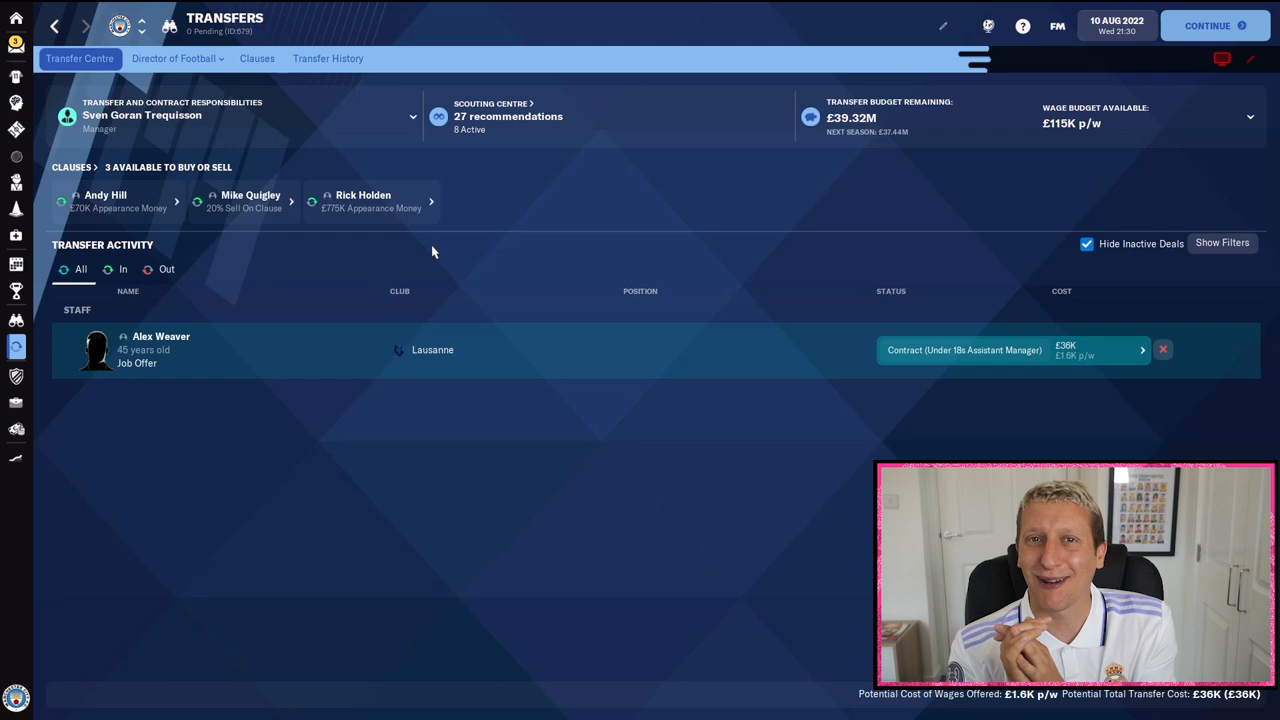 TRANSFERS
0 Pending (ID:679)
3
FM
10 AUG 2022
Wed 21:30
CONTINUE
Transfer Centre
Director of Football
Clauses
Transfer History
TRANSFER AND CONTRACT RESPONSIBILITIES
Sven Goran Trequisson
Manager
SCOUTING CENTRE
27 recommendations
8 Active
TRANSFER BUDGET REMAINING:
£39.32M
NEXT SEASON: £37.44M
WAGE BUDGET AVAILABLE:
£115K p/w
CLAUSES 3 AVAILABLE TO BUY OR SELL
Andy Hill
£70K Appearance Money
Mike Quigley
20% Sell On Clause
Rick Holden
£775K Appearance Money
TRANSFER ACTIVITY
Hide Inactive Deals
Show Filters
All
In
Out
NAME
CLUB
POSITION
STATUS
COST
STAFF
Alex Weaver
45 years old
Job Offer
Lausanne
Contract (Under 18s Assistant Manager)
£36K
£1.6K p/w
Potential Cost of Wages Offered: £1.6K p/w Potential Total Transfer Cost: £36K (£36K)